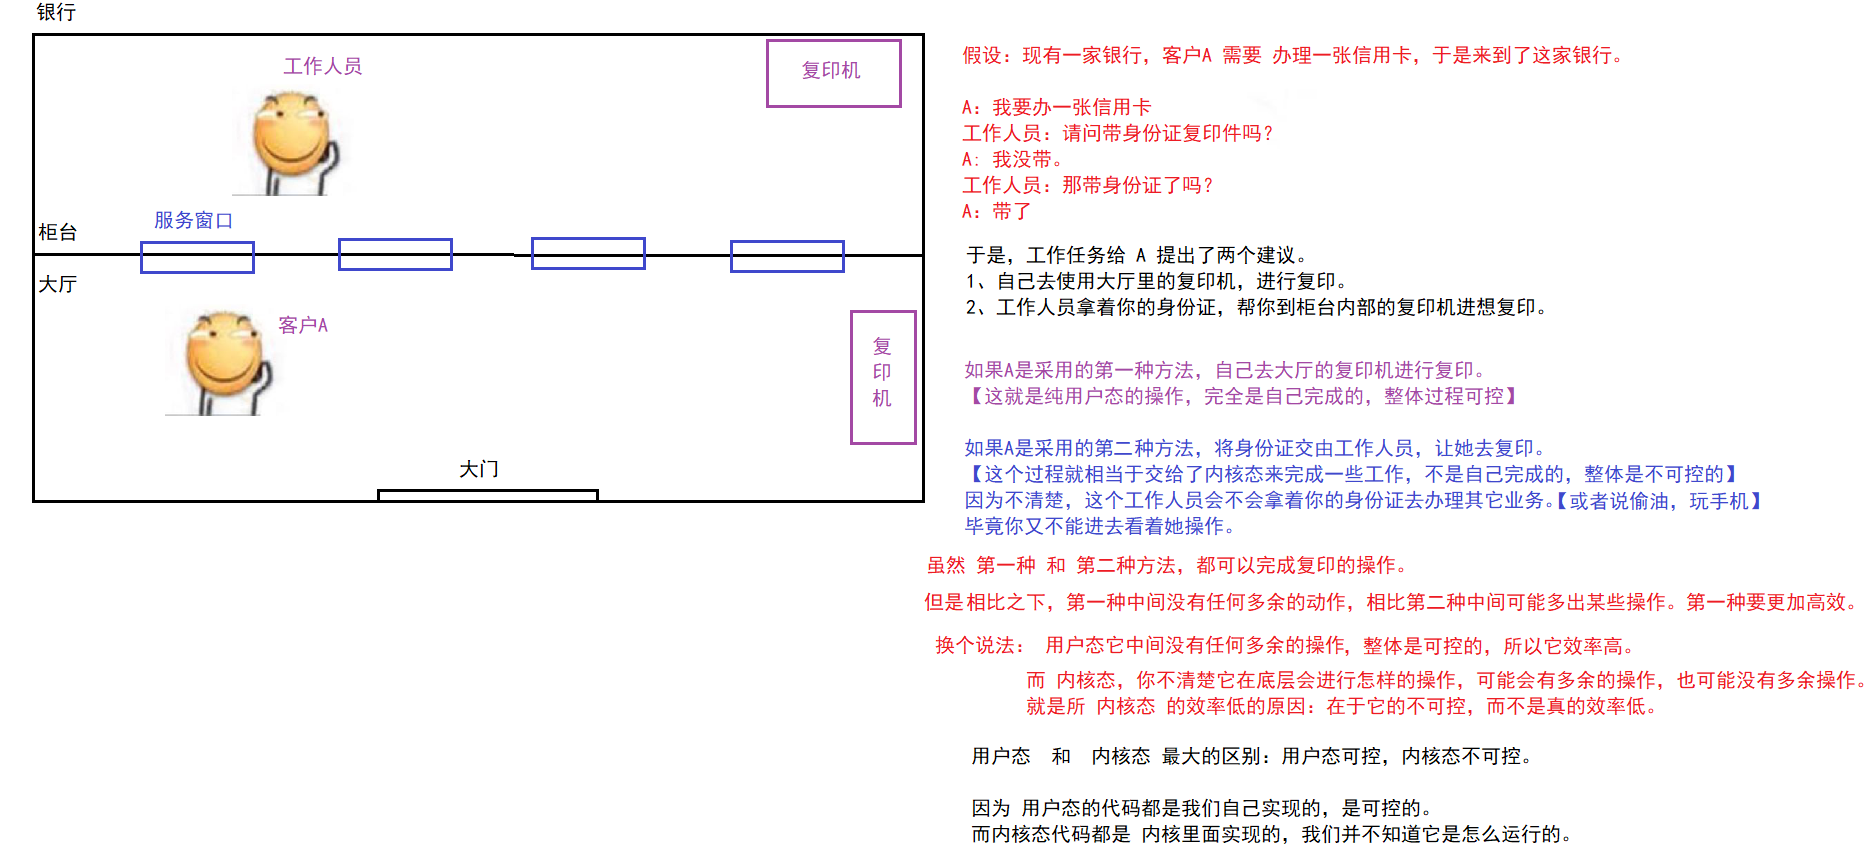 银行
工作人员
复印机
服务窗口
柜台
大厅
客户A
复
印
机
大门
假设：现有一家银行，客户A 需要 办理一张信用卡，于是来到了这家银行。
A：我要办一张信用卡
工作人员：请问带身份证复印件吗？
A: 我没带。
工作人员：那带身份证了吗？
A：带了
于是，工作任务给 A 提出了两个建议。
1、自己去使用大厅里的复印机，进行复印。
2、工作人员拿着你的身份证，帮你到柜台内部的复印机进想复印。
如果A是采用的第一种方法，自己去大厅的复印机进行复印。
【这就是纯用户态的操作，完全是自己完成的，整体过程可控】
如果A是采用的第二种方法，将身份证交由工作人员，让她去复印。
【这个过程就相当于交给了内核态来完成一些工作，不是自己完成的，整体是不可控的】
因为不清楚，这个工作人员会不会拿着你的身份证去办理其它业务。【或者说偷油，玩手机】
毕竟你又不能进去看着她操作。
虽然 第一种 和 第二种方法，都可以完成复印的操作。
但是相比之下，第一种中间没有任何多余的动作，相比第二种中间可能多出某些操作。第一种要更加高效。
换个说法： 用户态它中间没有任何多余的操作，整体是可控的，所以它效率高。
而 内核态，你不清楚它在底层会进行怎样的操作，可能会有多余的操作，也可能没有多余操作。
就是所 内核态 的效率低的原因：在于它的不可控，而不是真的效率低。
用户态 和 内核态 最大的区别：用户态可控，内核态不可控。
因为 用户态的代码都是我们自己实现的，是可控的。
而内核态代码都是 内核里面实现的，我们并不知道它是怎么运行的。